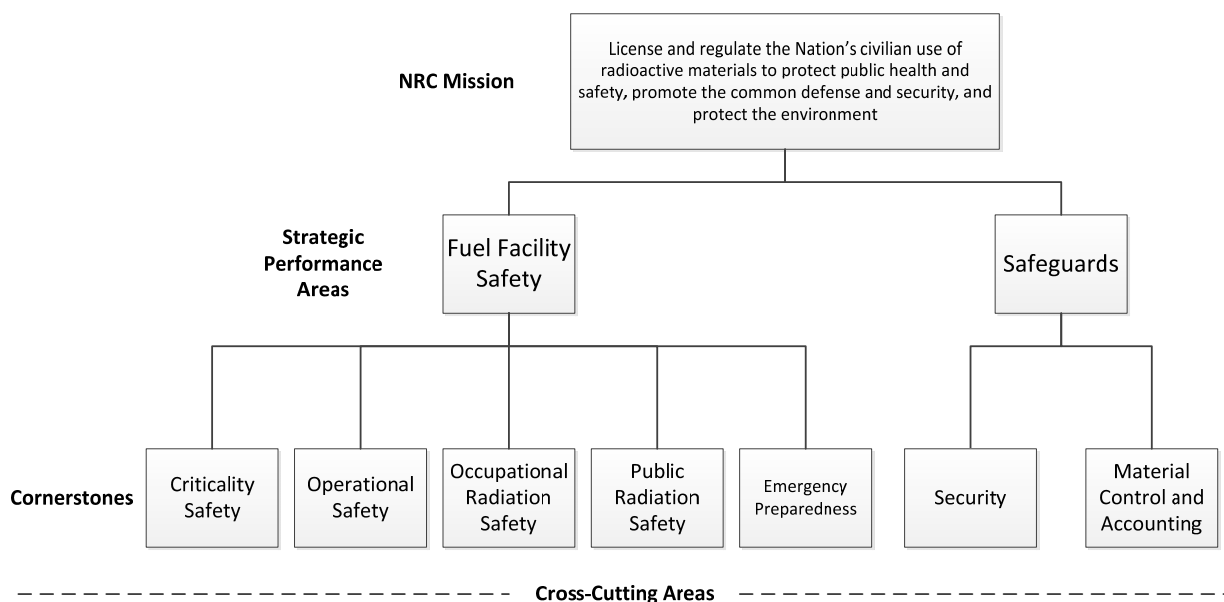 NRC Mission
License and regulate the Nation’s civilian use of
radioactive materials to protect public health and
safety, promote the common defense and security, and
protect the environment
Strategic
Performance
Areas
Fuel Facility
Safety
Safeguards
Cornerstones
Criticality
Safety
Operational
Safety
Occupational
Radiation
Safety
Public
Radiation
Safety
Emergency
Preparedness
Security
Material
Control and
Accounting
Cross-Cutting Areas